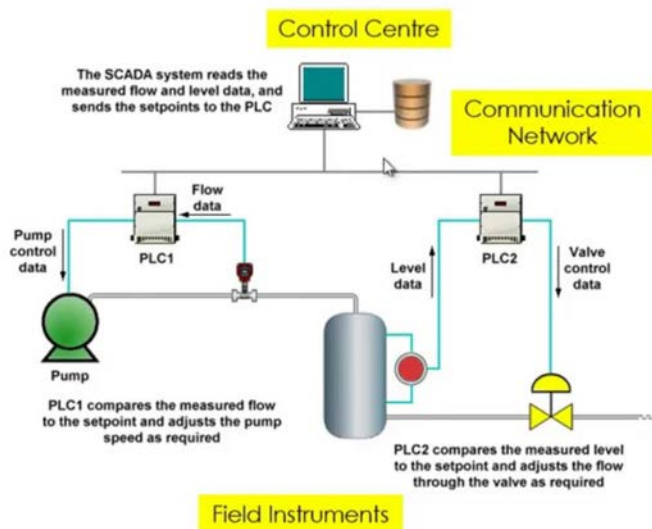 Control Centre
The SCADA system reads the
measured flow and level data, and
sends the setpoints to the PLC
Communication
Network
Flow
data
Pump
control
data
PLC1
PLC2
Level
data
Valve
control
data
Pump
PLC1 compares the measured flow
to the setpoint and adjusts the pump
speed as required
PLC2 compares the measured level
to the setpoint and adjusts the flow
through the valve as required
Field Instruments